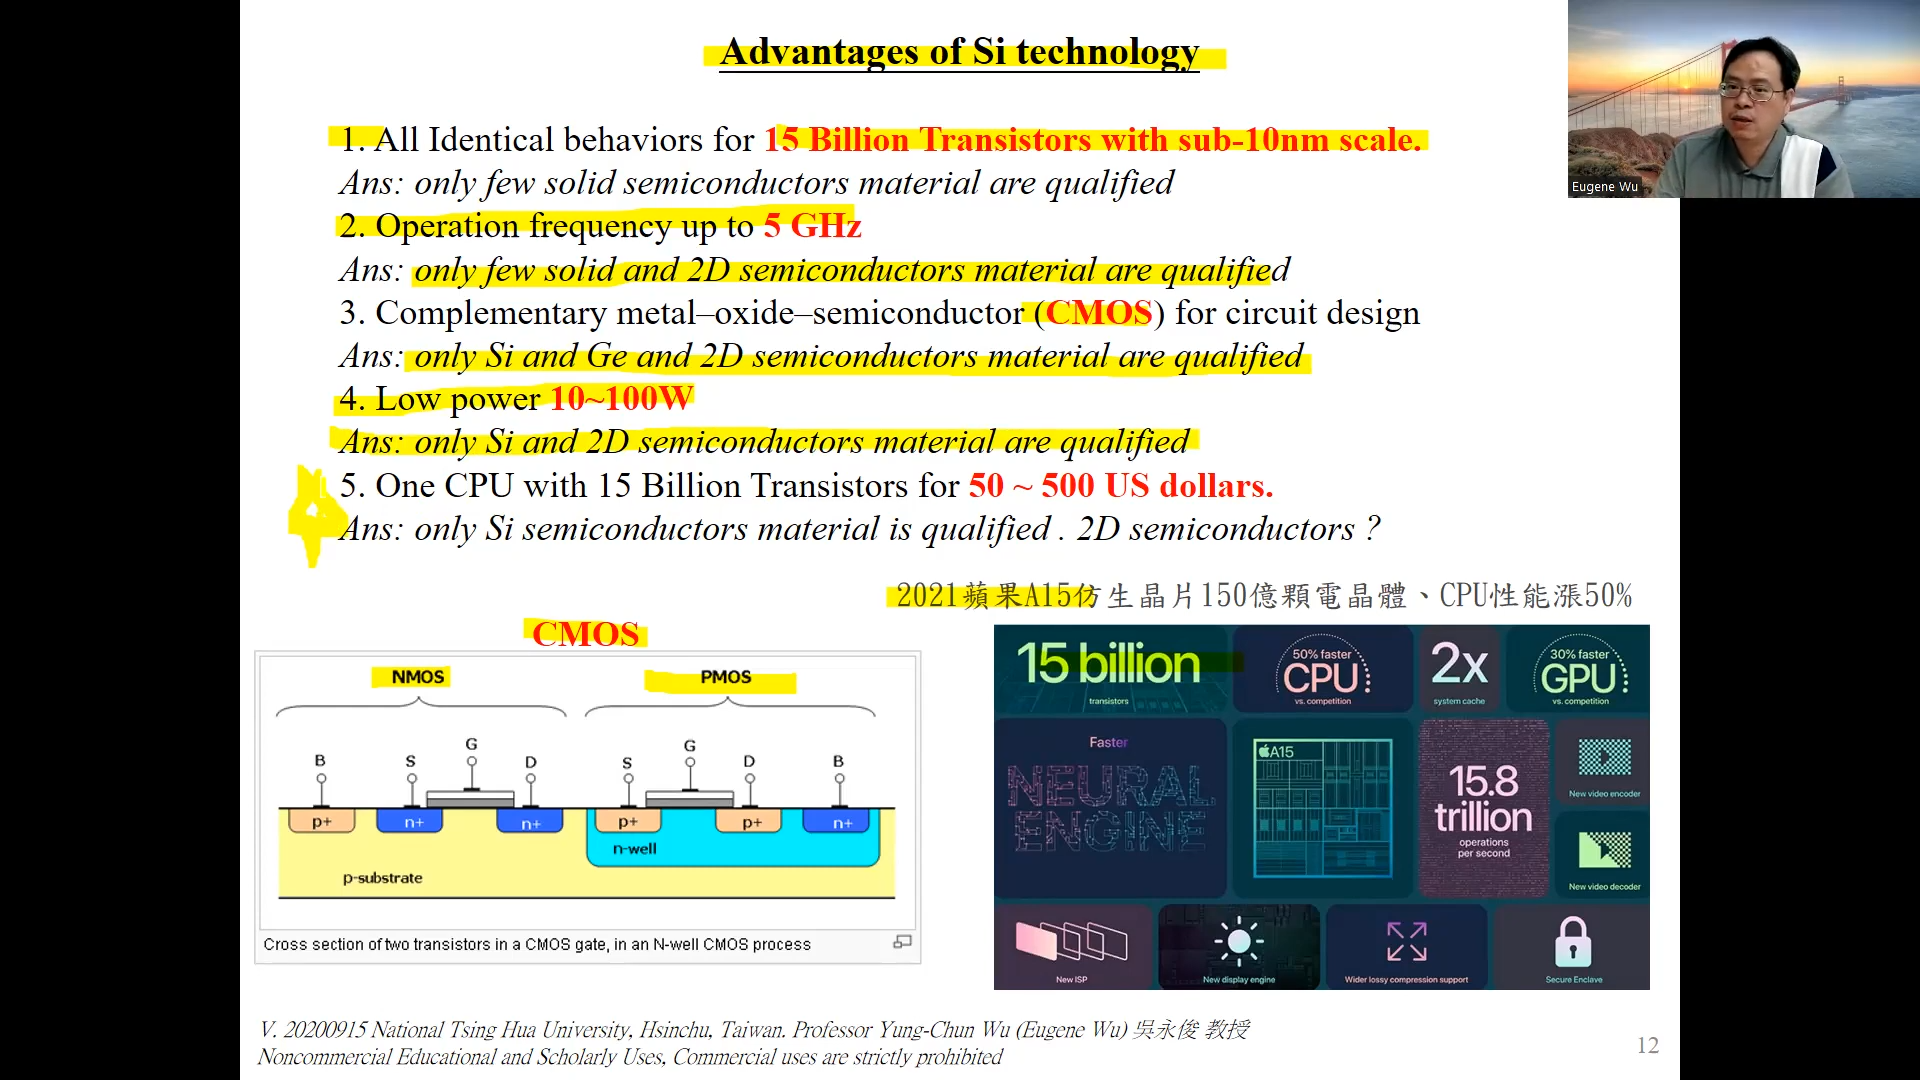 Advantages of Si technology
1. All Identical behaviors for 15 Billion Transistors with sub-10nm scale.
Ans: only few solid semiconductors material are qualified
2. Operation frequency up to 5 GHz
Ans: only few solid and 2D semiconductors material are qualified
3. Complementary metal–oxide–semiconductor (CMOS) for circuit design
Ans: only Si and Ge and 2D semiconductors material are qualified
4. Low power 10~100W
Ans: only Si and 2D semiconductors material are qualified
5. One CPU with 15 Billion Transistors for 50 ~ 500 US dollars.
Ans: only Si semiconductors material is qualified . 2D semiconductors ?
Eugene Wu
2021蘋果A15仿生晶片150億顆電晶體、CPU性能漲50%
CMOS
NMOS
PMOS
B
S
G
D
S
G
D
B
p+
n+
n+
p+
p+
n+
n-well
p-substrate
Cross section of two transistors in a CMOS gate, in an N-well CMOS process
15 billion
transistors
50% faster
CPU
vs. competition
2x
system cache
30% faster
GPU
vs. competition
Faster
NEURAL
ENGINE
A15
15.8
trillion
operations
per second
New video encoder
New video decoder
New ISP
New display engine
Wider lossy compression support
Secure Enclave
V. 20200915 National Tsing Hua University, Hsinchu, Taiwan. Professor Yung-Chun Wu (Eugene Wu) 吳永俊 教授
Noncommercial Educational and Scholarly Uses, Commercial uses are strictly prohibited
12